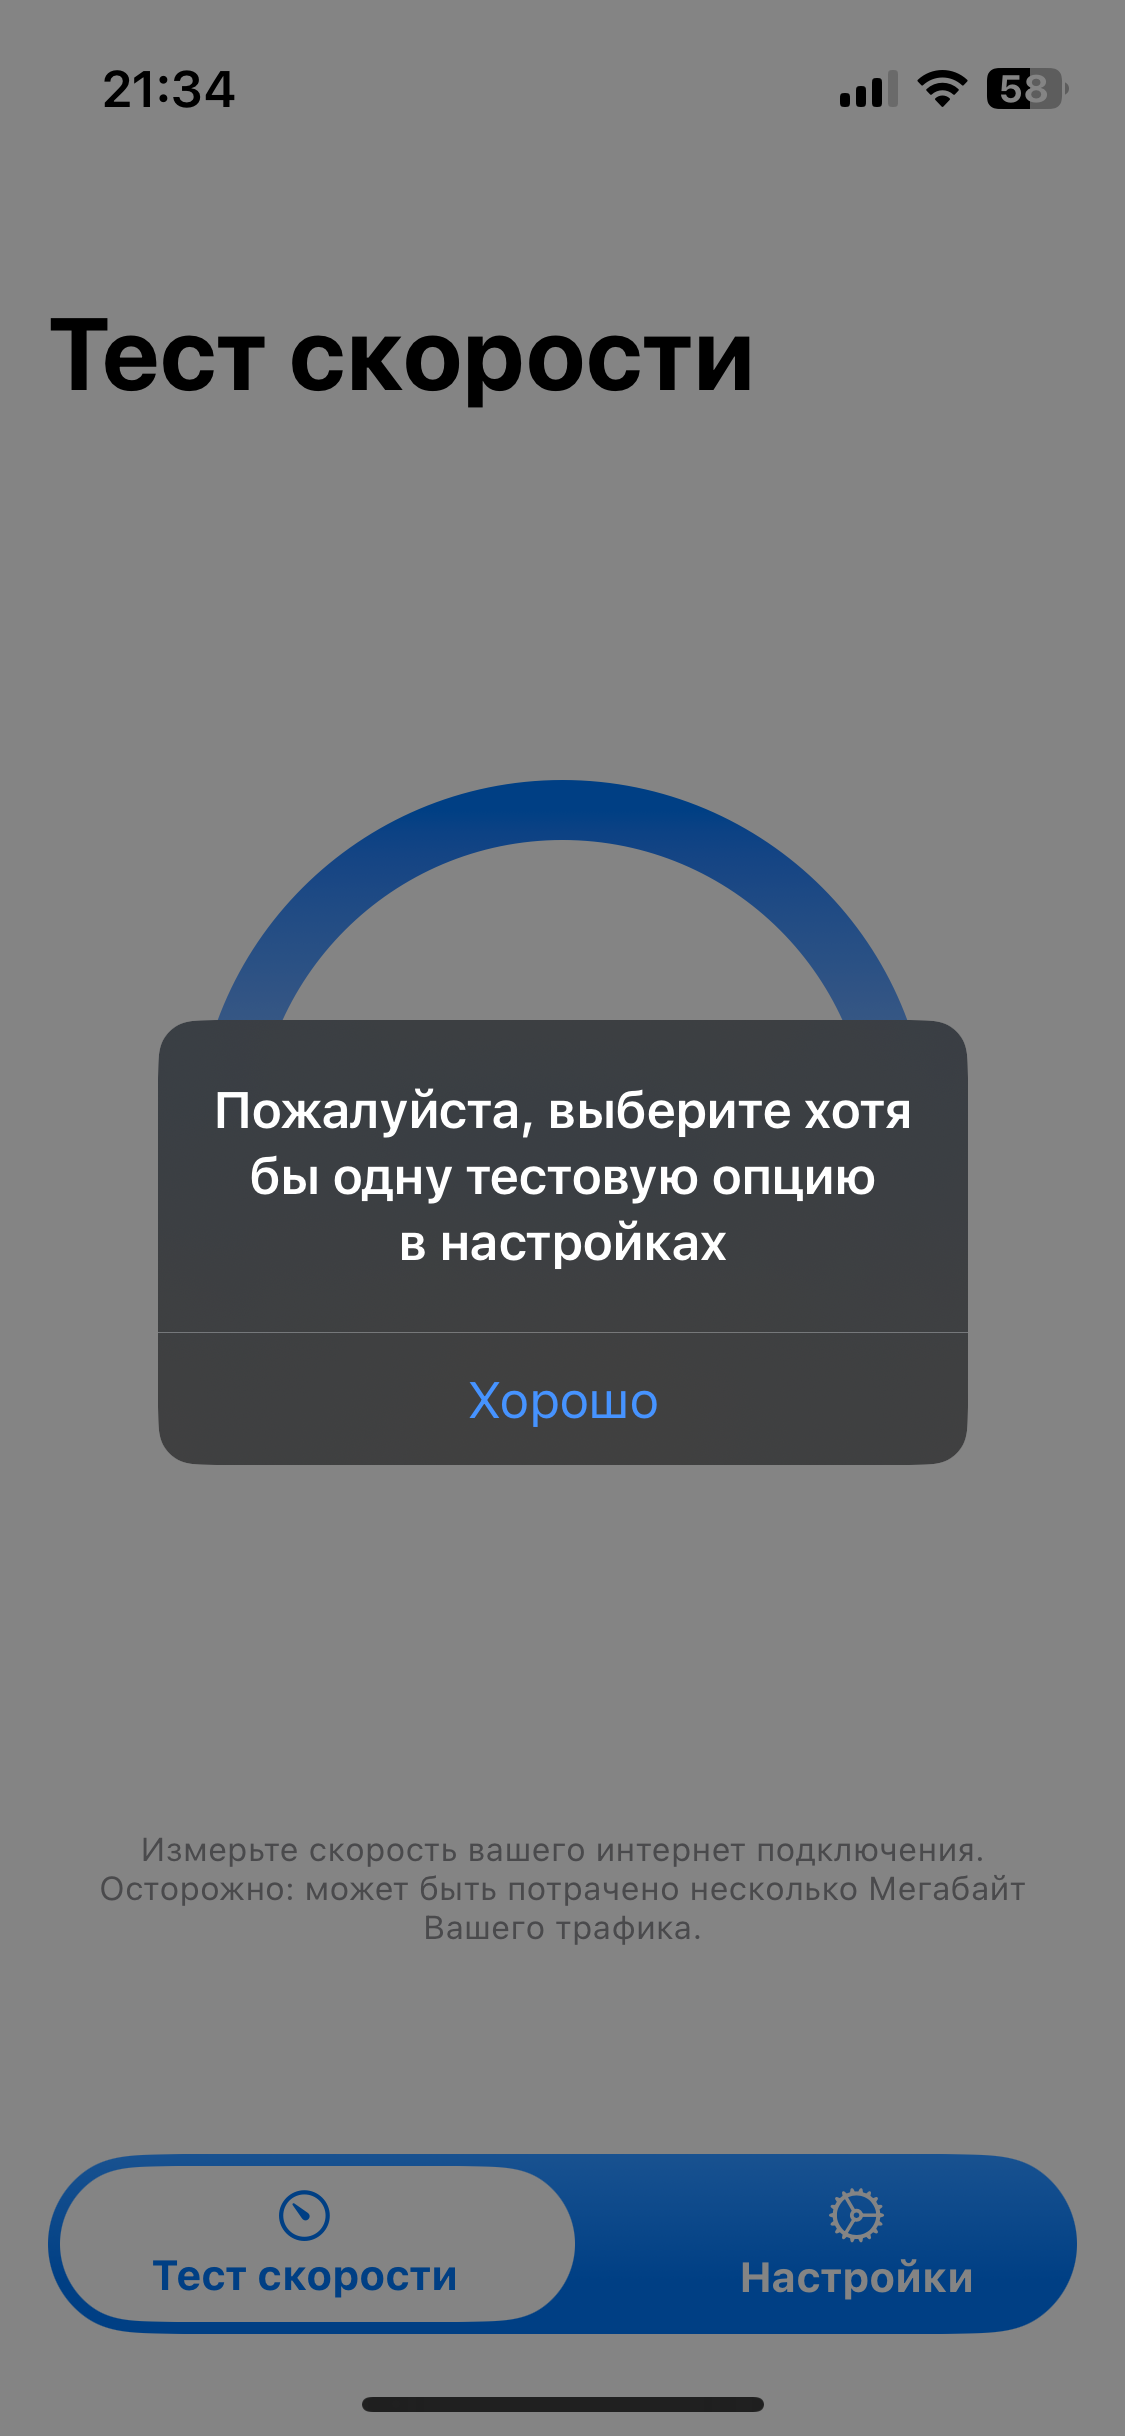 21:34
58
Тест скорости
Пожалуйста, выберите хотя
бы одну тестовую опцию
в настройках
Хорошо
Измерьте скорость вашего интернет подключения.
Осторожно: может быть потрачено несколько Мегабайт
Вашего трафика.
Тест скорости
Настройки